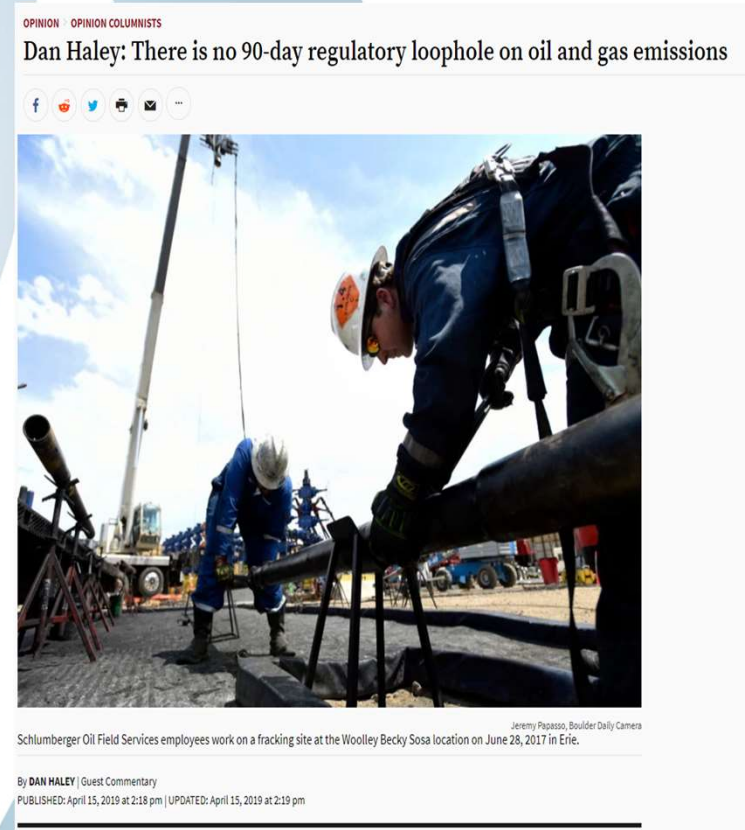 OPINION > OPINION COLUMNISTS
Dan Haley: There is no 90-day regulatory loophole on oil and gas emissions
Jeremy Papasso, Boulder Daily Camera
Schlumberger Oil Field Services employees work on a fracking site at the Woolley Becky Sosa location on June 28, 2017 in Erie.
By DAN HALEY | Guest Commentary
PUBLISHED: April 15, 2019 at 2:18 pm | UPDATED: April 15, 2019 at 2:19 pm